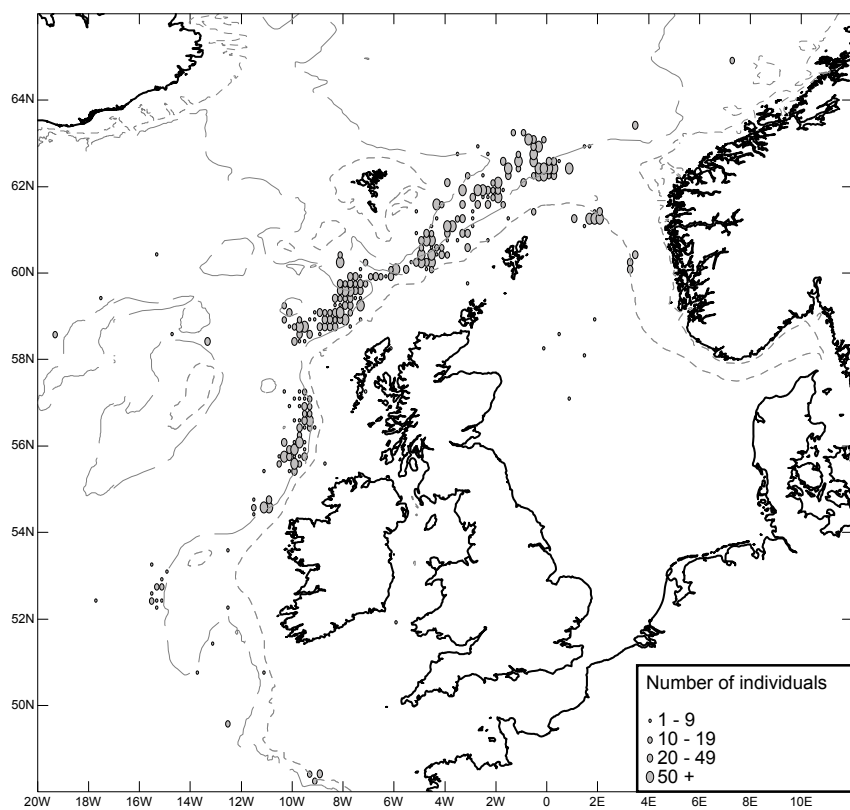 64N
62N
60N
58N
56N
54N
52N
50N
Number of individuals
1 - 9
10 - 19
20 - 49
50 +
20W 18W 16W 14W 12W 10W 8W 6W 4W 2W 0 2E 4E 6E 8E 10E